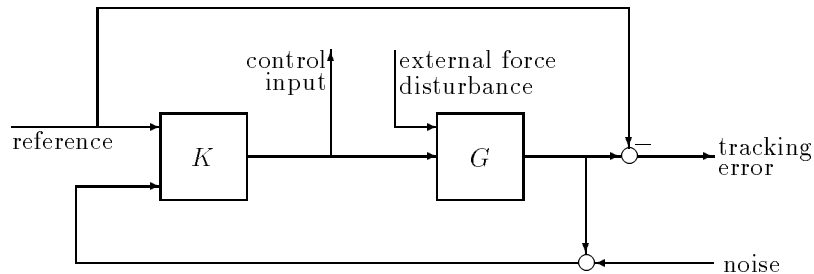 control
input
external force
disturbance
reference
K
G
−
tracking
error
noise